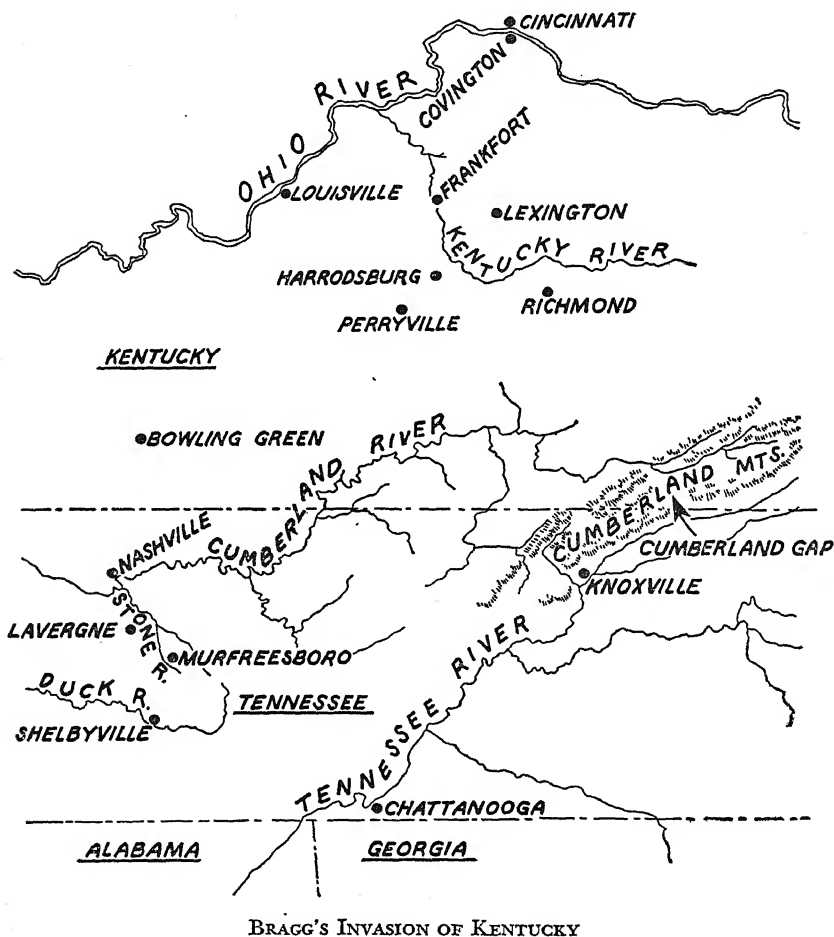 CINCINNATI
COVINGTON
OHIO RIVER
FRANKFORT
LOUISVILLE
LEXINGTON
KENTUCKY RIVER
HARRODSBURG
RICHMOND
PERRYVILLE
KENTUCKY
BOWLING GREEN
CUMBERLAND RIVER
CUMBERLAND MTS.
CUMBERLAND GAP
NASHVILLE
KNOXVILLE
STONE R.
LAVERGNE
MURFREESBORO
DUCK R.
TENNESSEE
SHELBYVILLE
TENNESSEE RIVER
CHATTANOOGA
ALABAMA
GEORGIA
BRAGG'S INVASION OF KENTUCKY